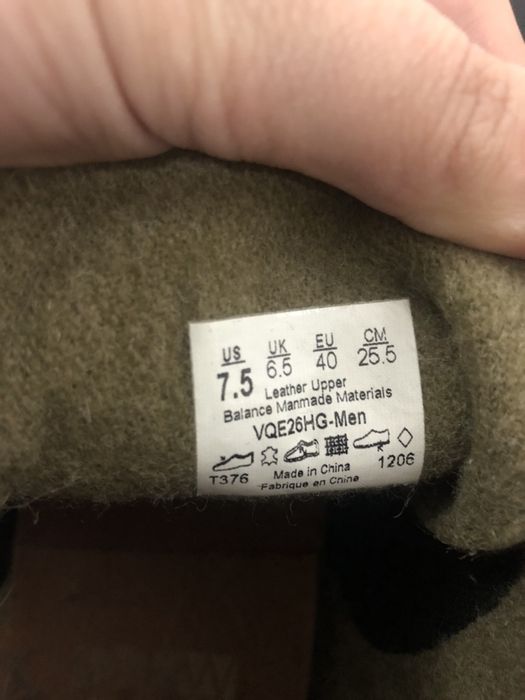 US UK EU CM
7.5 6.5 40 25.5
Leather Upper
Balance Manmade Materials
VQE26HG-Men
T376 1206
Made in China
Fabrique en Chine